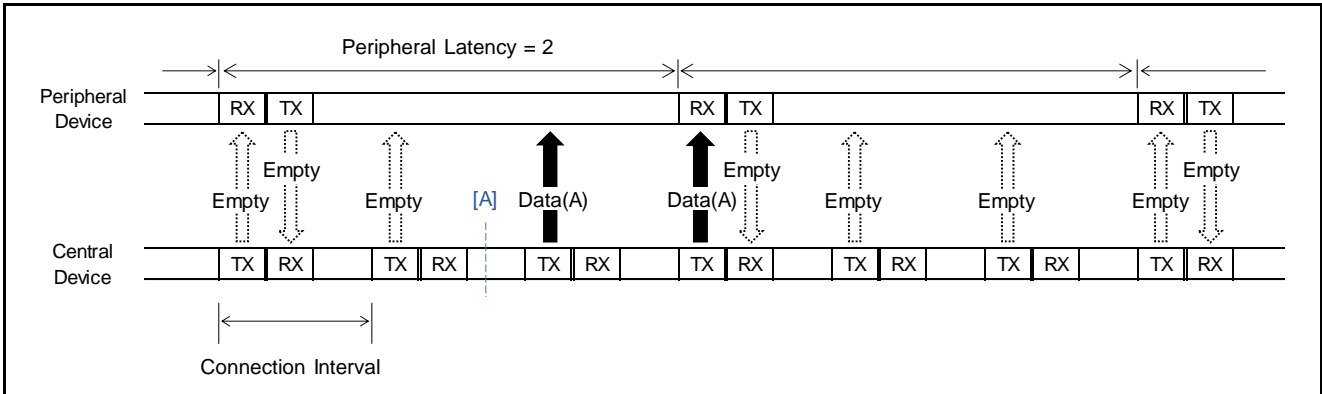 Peripheral Latency = 2
Peripheral
Device
RX TX RX TX RX TX
Empty Empty Empty
Empty Empty [A] Data(A) Data(A) Empty Empty Empty
Central
Device
TX RX TX RX TX RX TX RX TX RX TX RX TX RX
Connection Interval